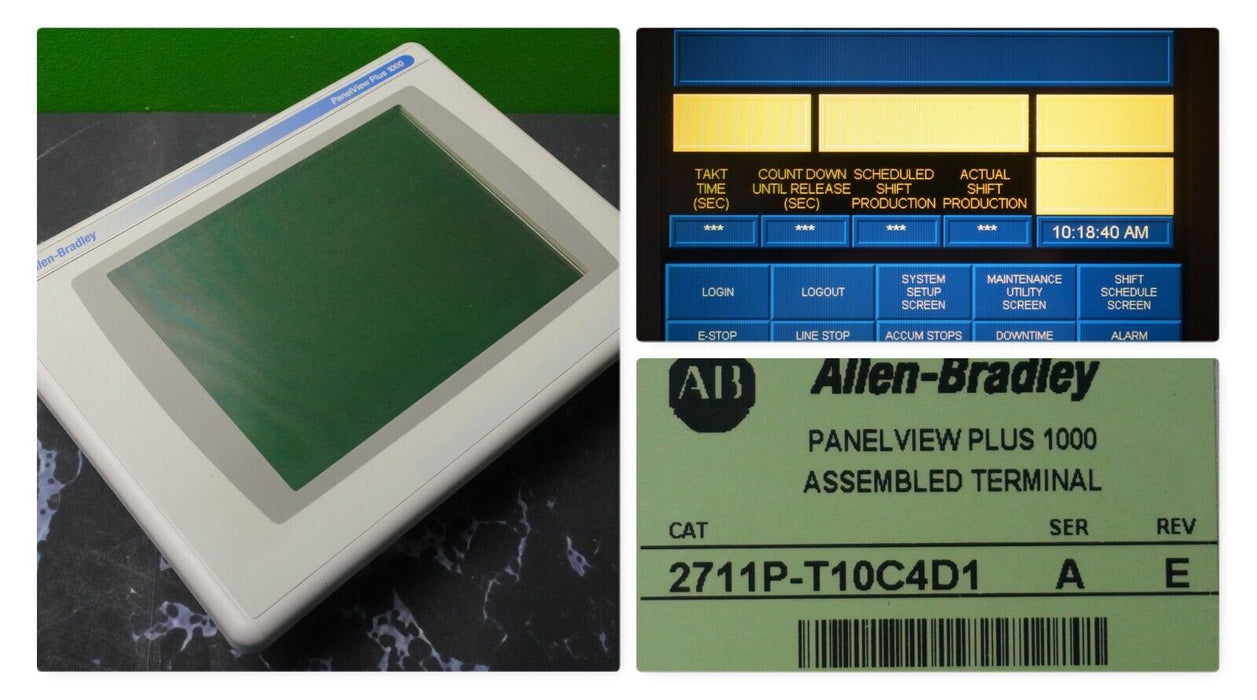 PanelView Plus 1000
llen-Bradley
TAKT
TIME
(SEC)
COUNT DOWN
UNTIL RELEASE
(SEC)
SCHEDULED
SHIFT
PRODUCTION
ACTUAL
SHIFT
PRODUCTION
*** *** *** *** 10:18:40 AM
LOGIN
LOGOUT
SYSTEM
SETUP
SCREEN
MAINTENANCE
UTILITY
SCREEN
SHIFT
SCHEDULE
SCREEN
E-STOP LINE STOP ACCUM STOPS DOWNTIME ALARM
AB Allen-Bradley
PANELVIEW PLUS 1000
ASSEMBLED TERMINAL
CAT SER REV
2711P-T10C4D1 A E